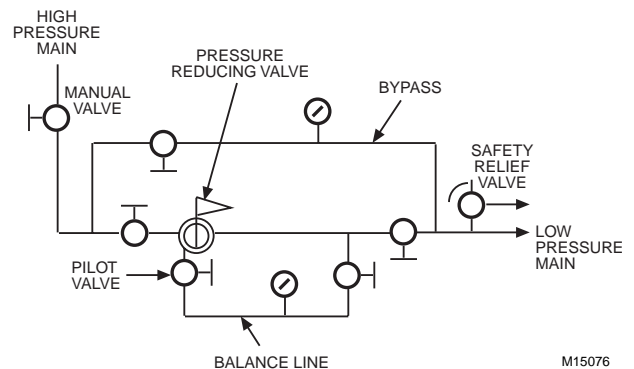 HIGH
PRESSURE
MAIN
MANUAL
VALVE
PRESSURE
REDUCING VALVE
BYPASS
SAFETY
RELIEF
VALVE
LOW
PRESSURE
MAIN
PILOT
VALVE
BALANCE LINE
M15076